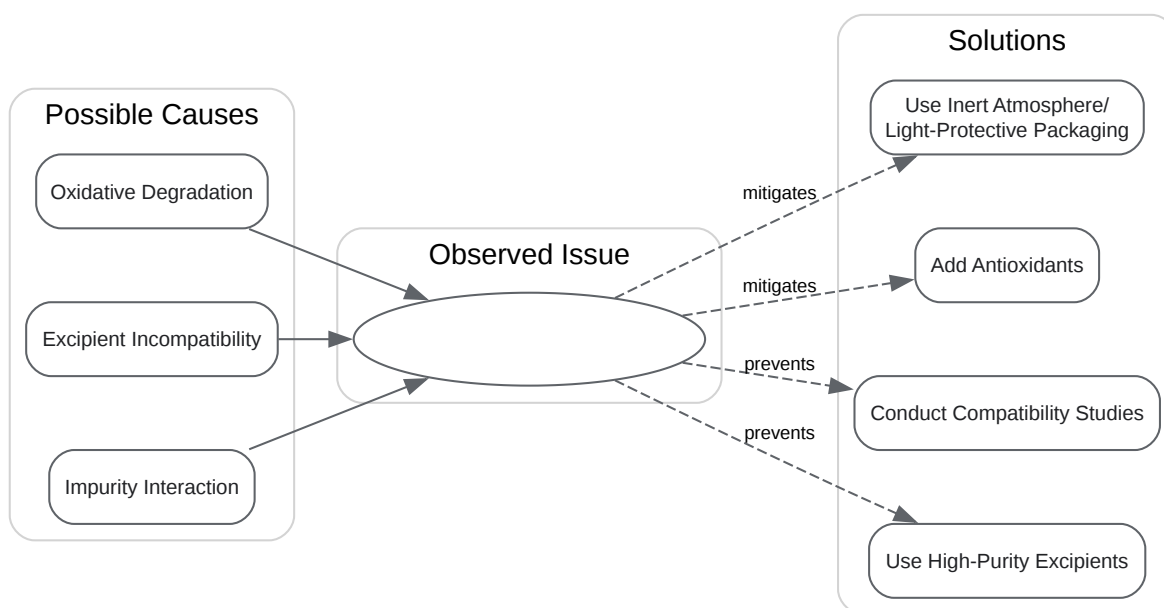 Possible Causes
Oxidative Degradation
Excipient Incompatibility
Impurity Interaction
Observed Issue
mitigates
mitigates
prevents
prevents
Solutions
Use Inert Atmosphere/
Light-Protective Packaging
Add Antioxidants
Conduct Compatibility Studies
Use High-Purity Excipients